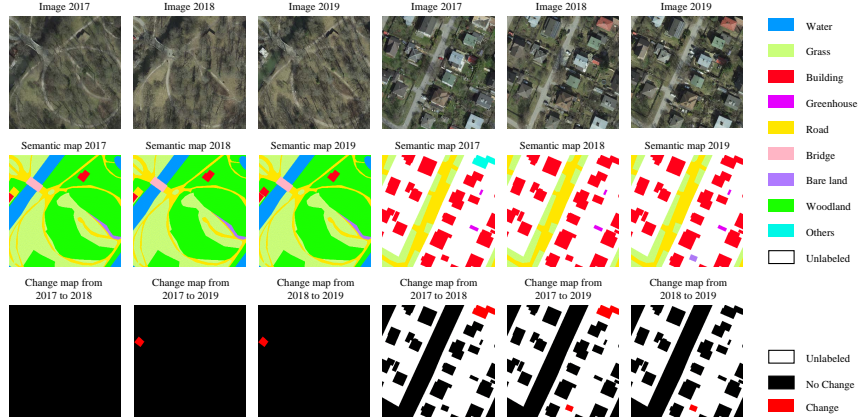 Image 2017
Image 2018
Image 2019
Image 2017
Image 2018
Image 2019
Water
Grass
Building
Greenhouse
Road
Bridge
Bare land
Woodland
Others
Unlabeled
Semantic map 2017
Semantic map 2018
Semantic map 2019
Semantic map 2017
Semantic map 2018
Semantic map 2019
Change map from
2017 to 2018
Change map from
2017 to 2019
Change map from
2018 to 2019
Change map from
2017 to 2018
Change map from
2017 to 2019
Change map from
2018 to 2019
Unlabeled
No Change
Change